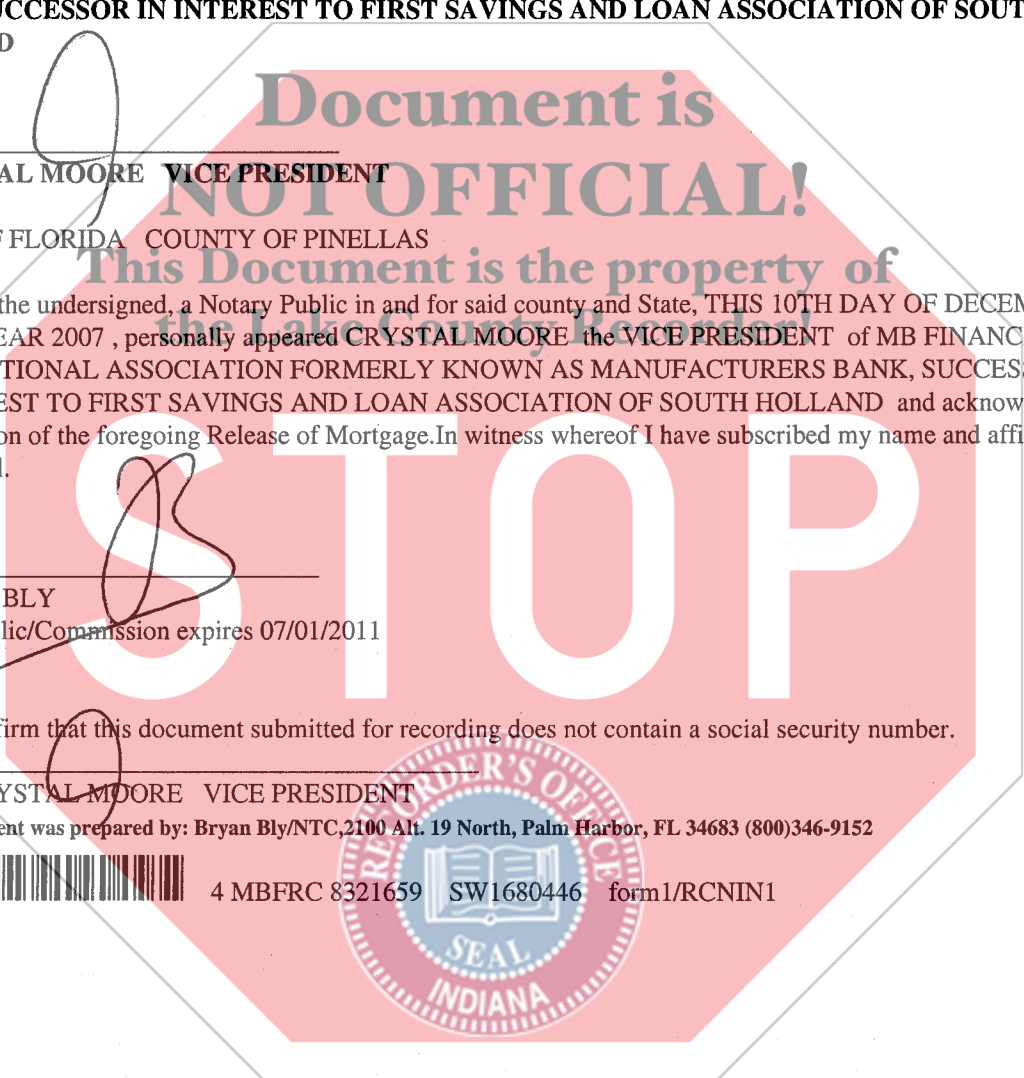 UCCESSOR IN INTEREST TO FIRST SAVINGS AND LOAN ASSOCIATION OF SOUT
D
Document is
AL MOORE VICE PRESIDENT
NOT OFFICIAL!
F FLORIDA COUNTY OF PINELLAS
This Document is the property of
the undersigned, a Notary Public in and for said county and State, THIS 10TH DAY OF DECEM
the Lake County Recorder!
EAR 2007 , personally appeared CRYSTAL MOORE the VICE PRESIDENT of MB FINANC
TIONAL ASSOCIATION FORMERLY KNOWN AS MANUFACTURERS BANK, SUCCESS
EST TO FIRST SAVINGS AND LOAN ASSOCIATION OF SOUTH HOLLAND and acknow
on of the foregoing Release of Mortgage.In witness whereof I have subscribed my name and affi
l.
STOP
BLY
lic/Commission expires 07/01/2011
firm that this document submitted for recording does not contain a social security number.
YSTAL MOORE VICE PRESIDENT
ent was prepared by: Bryan Bly/NTC,2100 Alt. 19 North, Palm Harbor, FL 34683 (800)346-9152
4 MBFRC 8321659 SW1680446 form1/RCNIN1
RECORDER'S OFFICE
SEAL
INDIANA